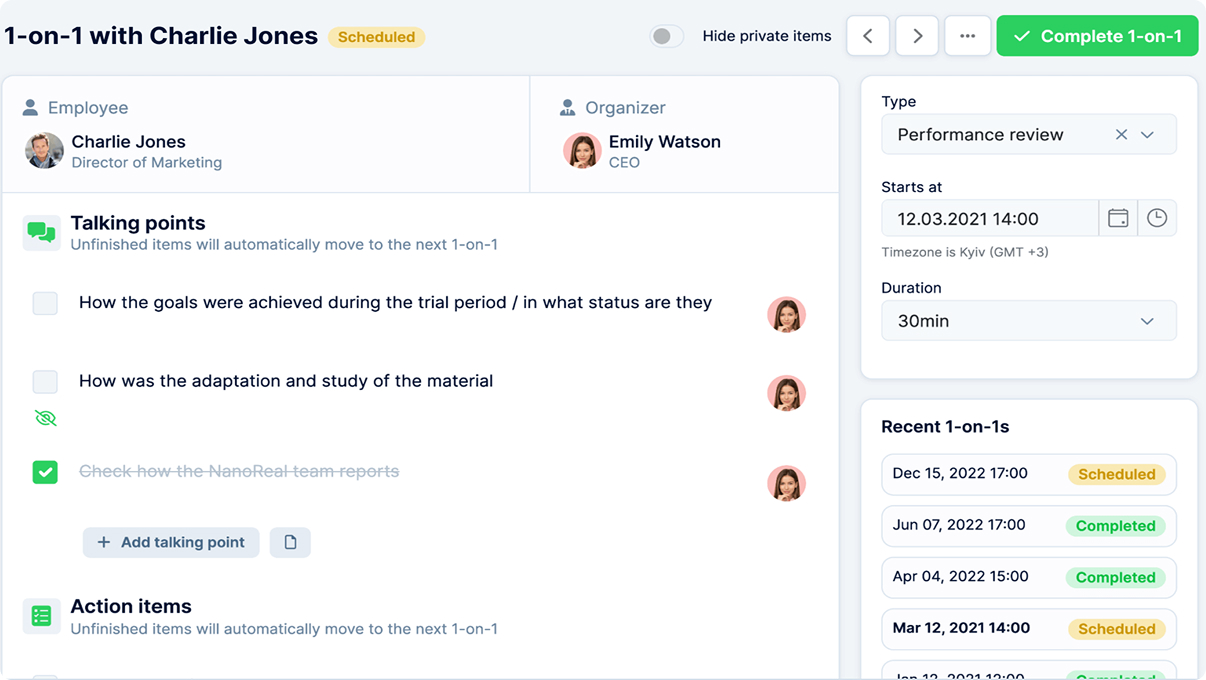 1-on-1 with Charlie Jones
Scheduled
Hide private items
Complete 1-on-1
Employee
Charlie Jones
Director of Marketing
Organizer
Emily Watson
CEO
Talking points
Unfinished items will automatically move to the next 1-on-1
How the goals were achieved during the trial period / in what status are they
How was the adaptation and study of the material
Check how the NanoReal team reports
+ Add talking point
Action items
Unfinished items will automatically move to the next 1-on-1
Type
Performance review
Starts at
12.03.2021 14:00
Timezone is Kyiv (GMT +3)
Duration
30min
Recent 1-on-1s
Dec 15, 2022 17:00 Scheduled
Jun 07, 2022 17:00 Completed
Apr 04, 2022 15:00 Completed
Mar 12, 2021 14:00 Scheduled
Completed